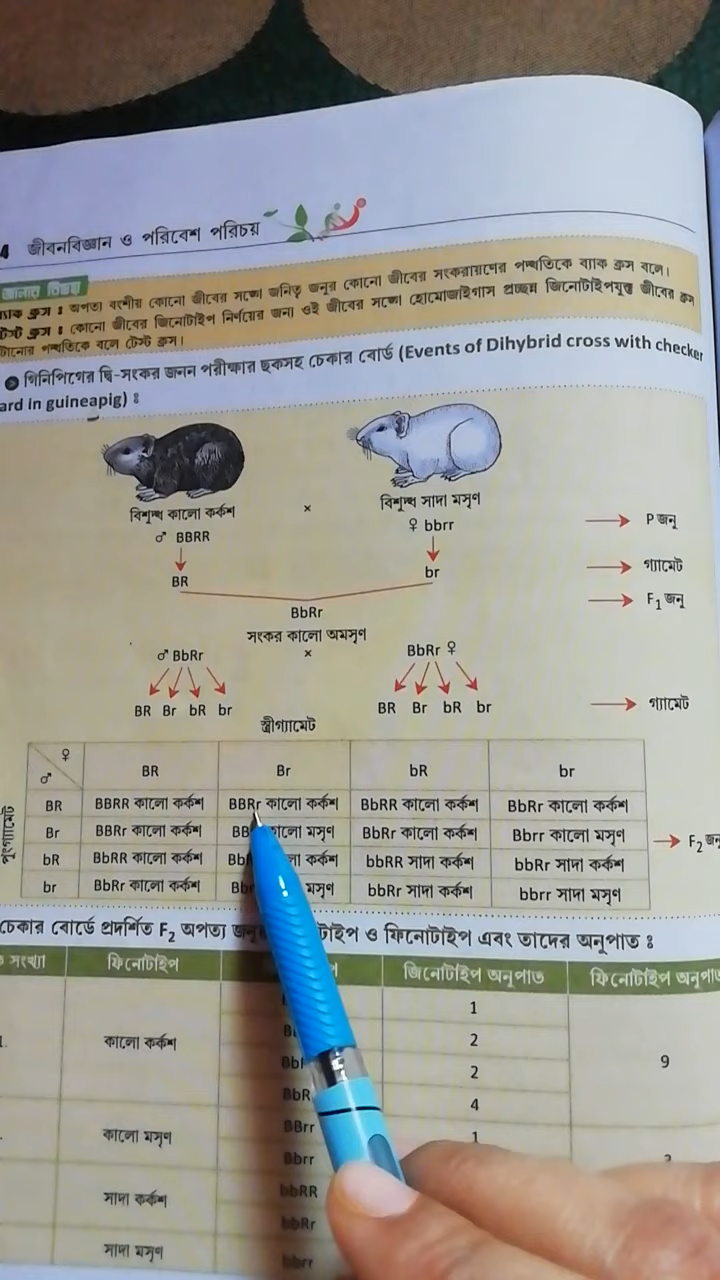 4 জীবনবিজ্ঞান ও পরিবেশ পরিচয়
জানার বিষয়
ব্যাক ক্রস : অপত্য বংশীয় কোনো জীবের সঙ্গে জনিতৃ জনুর কোনো জীবের সংকরায়ণের পদ্ধতিকে ব্যাক ক্রস বলে।
টেস্ট ক্রস : কোনো জীবের জিনোটাইপ নির্ণয়ের জন্য ওই জীবের সঙ্গে হোমোজাইগাস প্রচ্ছন্ন জিনোটাইপযুক্ত জীবের ক্রস
টানোর পদ্ধতিকে বলে টেস্ট ক্রস।
গিনিপিগের দ্বি-সংকর জনন পরীক্ষার ছকসহ চেকার বোর্ড (Events of Dihybrid cross with checker
ard in guineapig) :
বিশুদ্ধ কালো কর্কশ × বিশুদ্ধ সাদা মসৃণ
♂ BBRR ♀ bbrr P জনু
BR br গ্যামেট
BbRr F₁ জনু
সংকর কালো অমসৃণ
♂ BbRr × BbRr ♀
BR Br bR br BR Br bR br গ্যামেট
স্ত্রীগ্যামেট
পুংগ্যামেট
♀ ♂ BR Br bR br
BR BBRR কালো কর্কশ BBRr কালো কর্কশ BbRR কালো কর্কশ BbRr কালো কর্কশ
Br BBRr কালো কর্কশ কালো মসৃণ BbRr কালো কর্কশ Bbrr কালো মসৃণ F₂ জনু
bR BbRR কালো কর্কশ কর্কশ bbRR সাদা কর্কশ bbRr সাদা কর্কশ
br BbRr কালো কর্কশ মসৃণ bbRr সাদা কর্কশ bbrr সাদা মসৃণ
চেকার বোর্ডে প্রদর্শিত F₂ অপত্য ও ফিনোটাইপ এবং তাদের অনুপাত :
সংখ্যা ফিনোটাইপ জিনোটাইপ অনুপাত ফিনোটাইপ অনুপাত
1
2
কালো কর্কশ 2 9
4
BBrr 1
কালো মসৃণ
Bbrr
bbRR
সাদা কর্কশ
bbRr
সাদা মসৃণ
bbrr